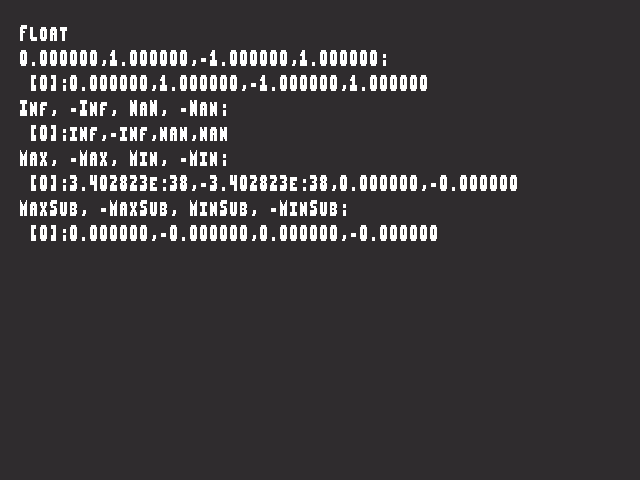 Float
0.000000,1.000000,-1.000000,1.000000:
[0]:0.000000,1.000000,-1.000000,1.000000
Inf, -Inf, NaN, -Nan:
[0]:inf,-inf,nan,nan
Max, -Max, Min, -Min:
[0]:3.402823e:38,-3.402823e:38,0.000000,-0.000000
MaxSub, -MaxSub, MinSub, -MinSub:
[0]:0.000000,-0.000000,0.000000,-0.000000